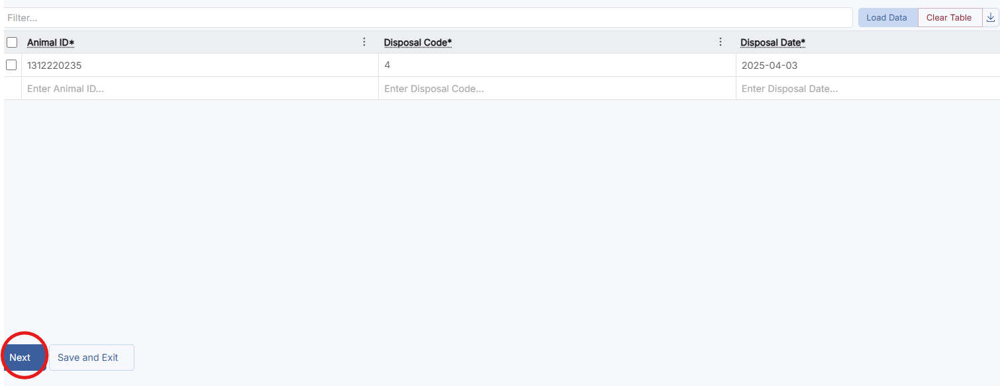 Filter... Load Data Clear Table
Animal ID* Disposal Code* Disposal Date*
1312220235 4 2025-04-03
Enter Animal ID... Enter Disposal Code... Enter Disposal Date...
Next Save and Exit